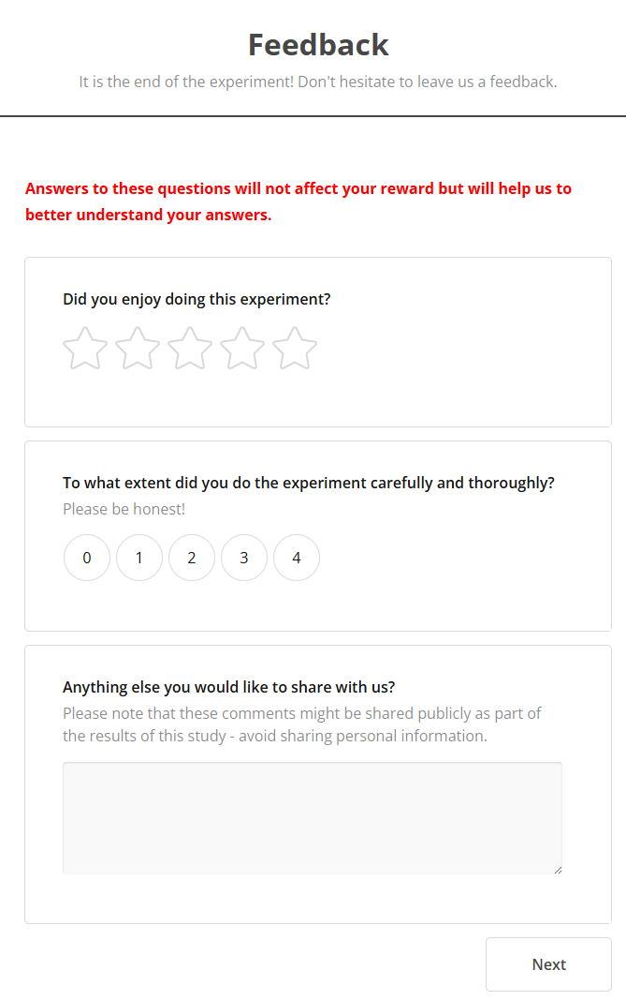 Feedback
It is the end of the experiment! Don't hesitate to leave us a feedback.
Answers to these questions will not affect your reward but will help us to
better understand your answers.
Did you enjoy doing this experiment?
To what extent did you do the experiment carefully and thoroughly?
Please be honest!
0 1 2 3 4
Anything else you would like to share with us?
Please note that these comments might be shared publicly as part of
the results of this study - avoid sharing personal information.
Next